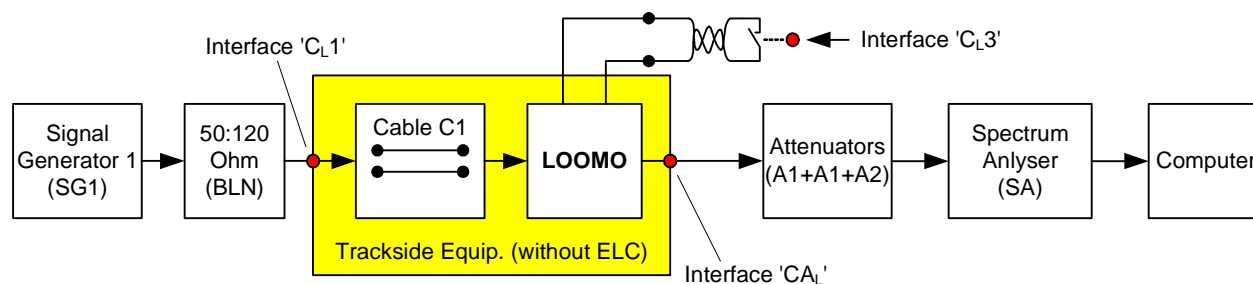 Interface 'CL1'
Interface 'CL3'
Signal
Generator 1
(SG1)
50:120
Ohm
(BLN)
Cable C1
LOOMO
Trackside Equip. (without ELC)
Interface 'CAL'
Attenuators
(A1+A1+A2)
Spectrum
Anlyser
(SA)
Computer